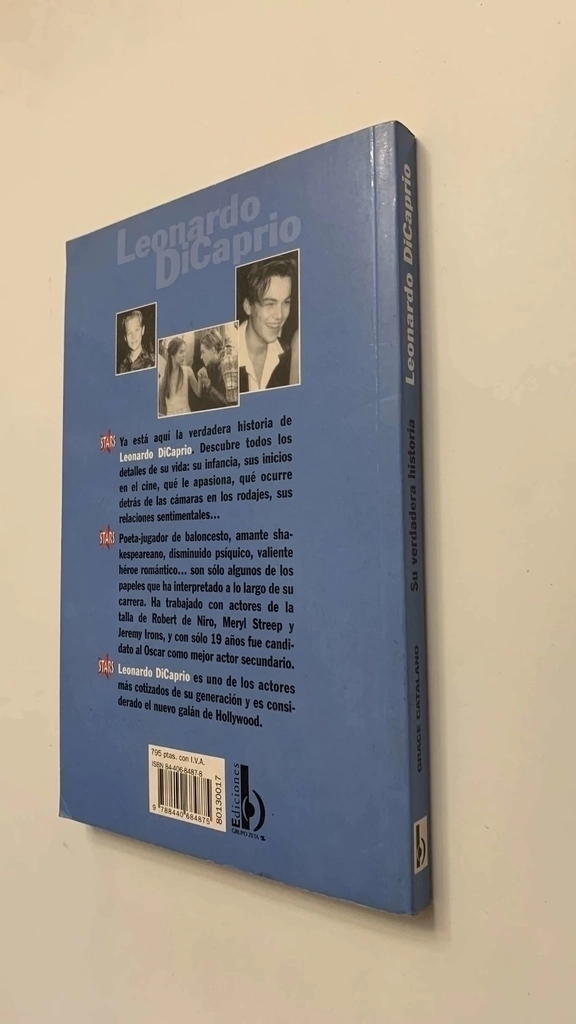 Leonardo
DiCaprio
STARS
Ya está aquí la verdadera historia de
Leonardo DiCaprio. Descubre todos los
detalles de su vida: su infancia, sus inicios
en el cine, qué le apasiona, qué ocurre
detrás de las cámaras en los rodajes, sus
relaciones sentimentales...
STARS
Poeta-jugador de baloncesto, amante sha-
kespeareano, disminuido psíquico, valiente
héroe romántico... son sólo algunos de los
papeles que ha interpretado a lo largo de su
carrera. Ha trabajado con actores de la
talla de Robert de Niro, Meryl Streep y
Jeremy Irons, y con sólo 19 años fue candi-
dato al Oscar como mejor actor secundario.
STARS
Leonardo DiCaprio es uno de los actores
más cotizados de su generación y es consi-
derado el nuevo galán de Hollywood.
795 ptas. con I.V.A.
ISBN 84-406-8487-8
9 788440 684875
80130017
Ediciones b
GRUPO ZETA
GRACE CATALANO Su verdadera historia Leonardo DiCaprio
b